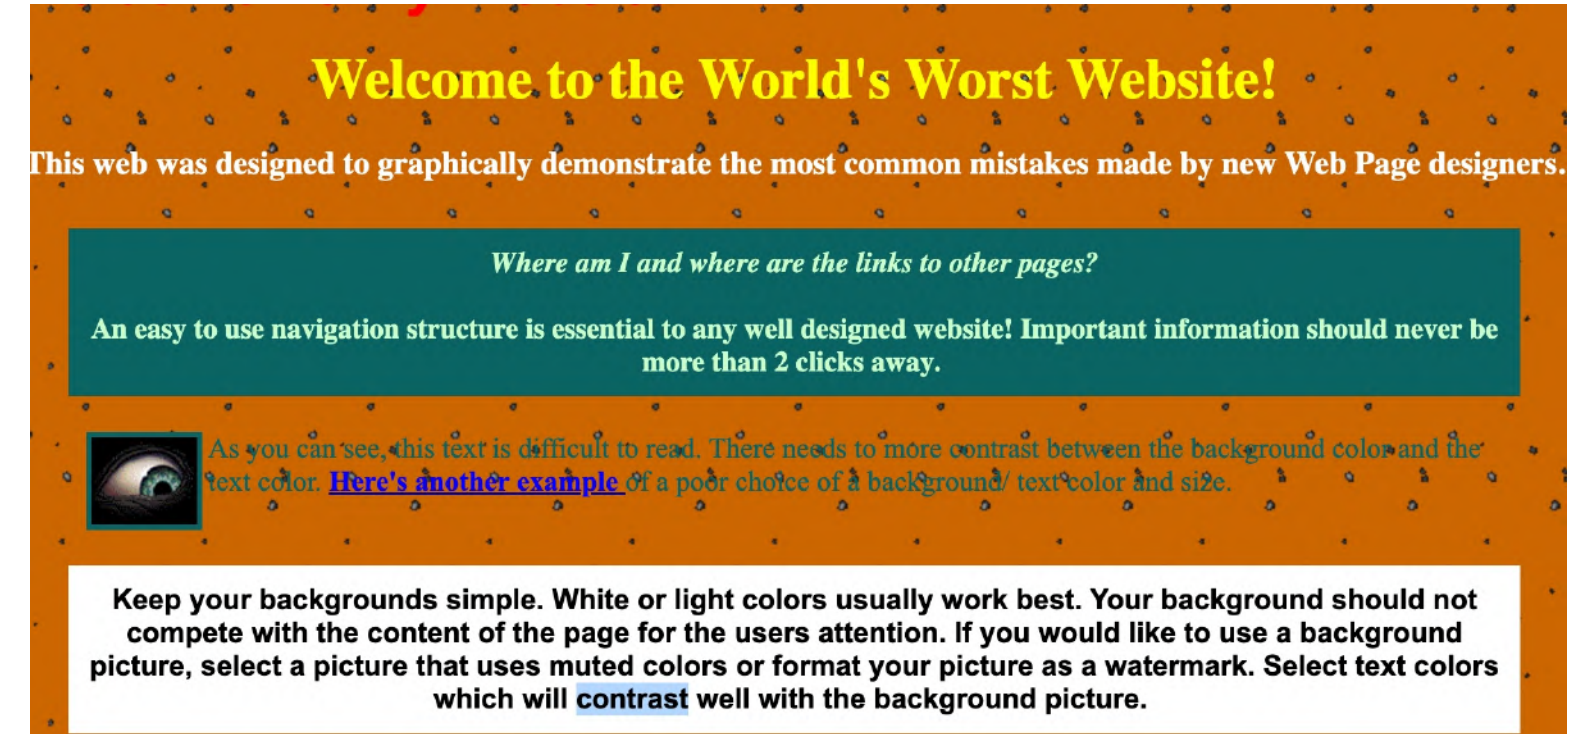 Welcome to the World's Worst Website!
This web was designed to graphically demonstrate the most common mistakes made by new Web Page designers.
Where am I and where are the links to other pages?
An easy to use navigation structure is essential to any well designed website! Important information should never be
more than 2 clicks away.
As you can see, this text is difficult to read. There needs to more contrast between the background color and the
text color. Here's another example of a poor choice of a background/ text color and size.
Keep your backgrounds simple. White or light colors usually work best. Your background should not
compete with the content of the page for the users attention. If you would like to use a background
picture, select a picture that uses muted colors or format your picture as a watermark. Select text colors
which will contrast well with the background picture.